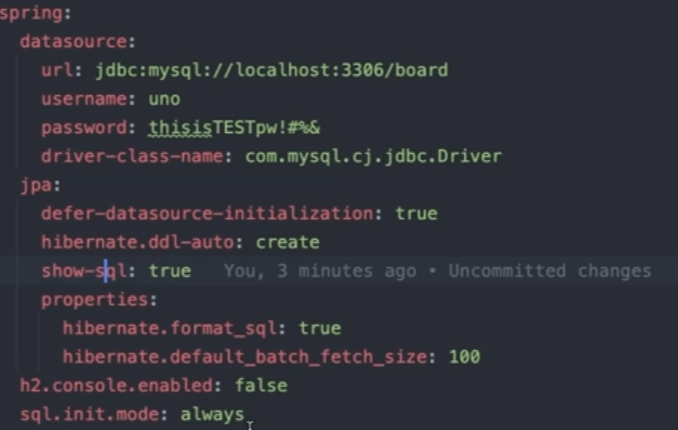 spring:
datasource:
url: jdbc:mysql://localhost:3306/board
username: uno
password: thisisTESTpw!#%&
driver-class-name: com.mysql.cj.jdbc.Driver
jpa:
defer-datasource-initialization: true
hibernate.ddl-auto: create
show-sql: true You, 3 minutes ago • Uncommitted changes
properties:
hibernate.format_sql: true
hibernate.default_batch_fetch_size: 100
h2.console.enabled: false
sql.init.mode: always